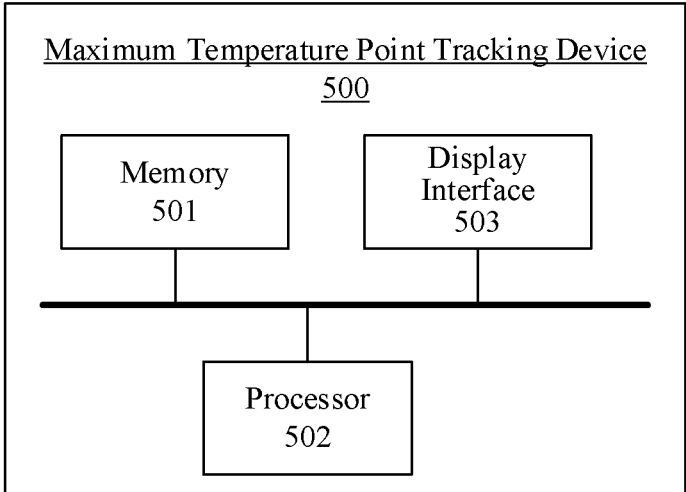 Maximum Temperature Point Tracking Device
500
Memory
501
Display
Interface
503
Processor
502